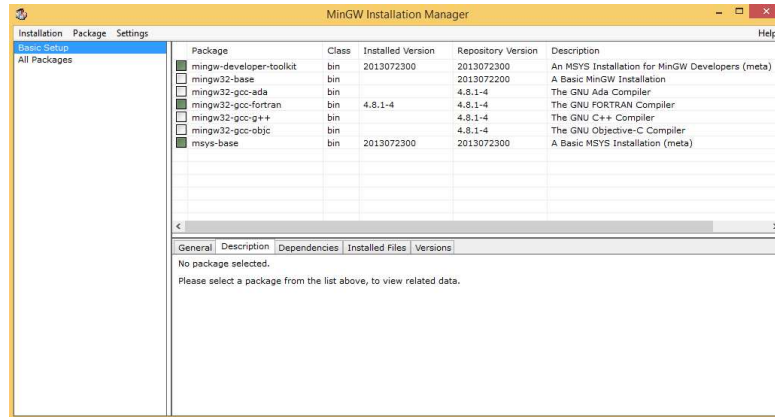 MinGW Installation Manager
Installation Package Settings Help
Basic Setup
All Packages
Package Class Installed Version Repository Version Description
mingw-developer-toolkit bin 2013072300 2013072300 An MSYS Installation for MinGW Developers (meta)
mingw32-base bin 2013072200 A Basic MinGW Installation
mingw32-gcc-ada bin 4.8.1-4 The GNU Ada Compiler
mingw32-gcc-fortran bin 4.8.1-4 4.8.1-4 The GNU FORTRAN Compiler
mingw32-gcc-g++ bin 4.8.1-4 The GNU C++ Compiler
mingw32-gcc-objc bin 4.8.1-4 The GNU Objective-C Compiler
msys-base bin 2013072300 2013072300 A Basic MSYS Installation (meta)
General Description Dependencies Installed Files Versions
No package selected.
Please select a package from the list above, to view related data.